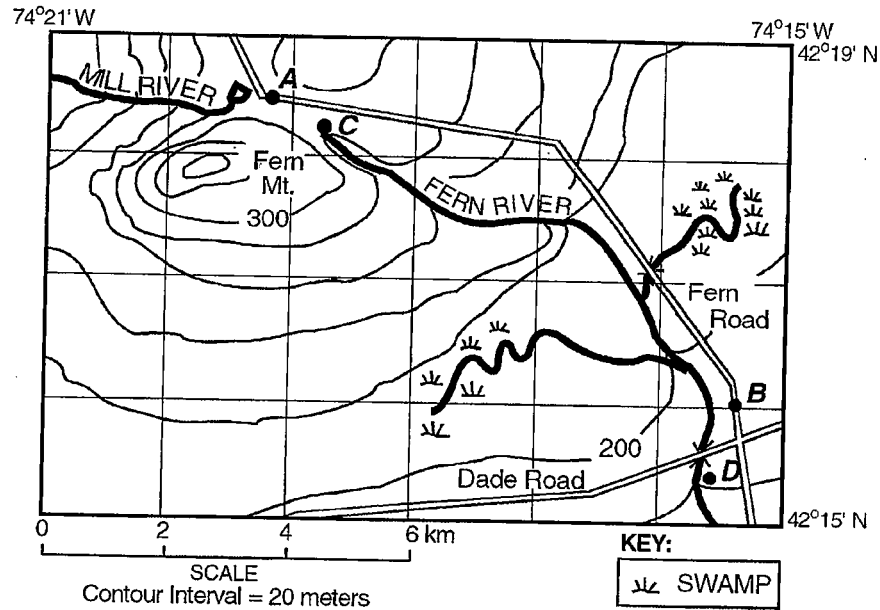 74°21' W
74°15' W
42°19' N
MILL RIVER
A
C
Fern
Mt.
300
FERN RIVER
Fern
Road
B
200
Dade Road
D
42°15' N
0 2 4 6 km
SCALE
Contour Interval = 20 meters
KEY:
SWAMP